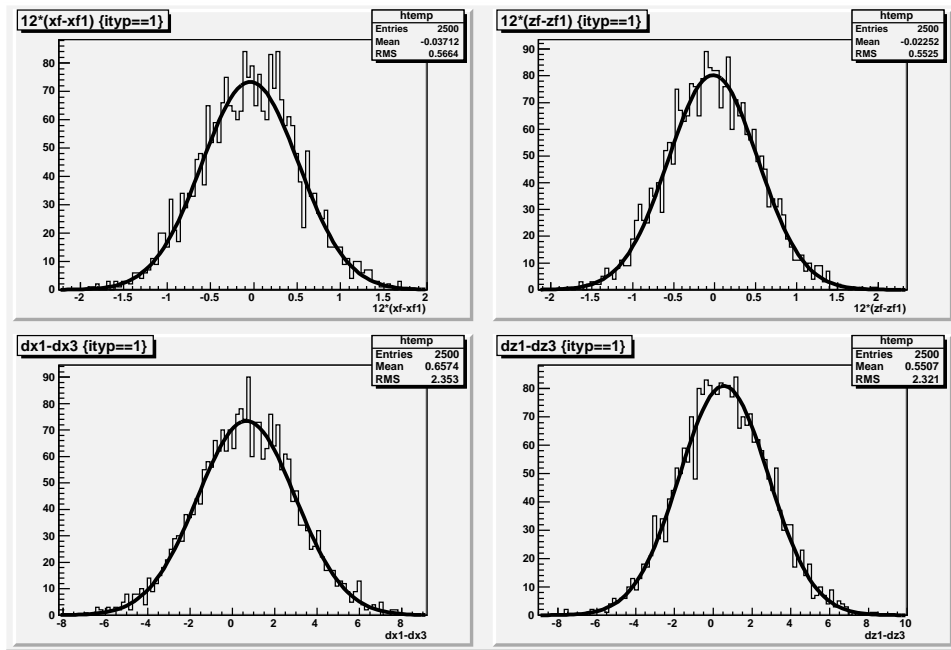 12*(xf-xf1) {ityp==1}
htemp
Entries 2500
Mean -0.03712
RMS 0.5664
80
70
60
50
40
30
20
10
0
-2 -1.5 -1 -0.5 0 0.5 1 1.5 2
12*(xf-xf1)
12*(zf-zf1) {ityp==1}
htemp
Entries 2500
Mean -0.02252
RMS 0.5525
90
80
70
60
50
40
30
20
10
0
-2 -1.5 -1 -0.5 0 0.5 1 1.5 2
12*(zf-zf1)
dx1-dx3 {ityp==1}
htemp
Entries 2500
Mean 0.6574
RMS 2.353
90
80
70
60
50
40
30
20
10
0
-8 -6 -4 -2 0 2 4 6 8
dx1-dx3
dz1-dz3 {ityp==1}
htemp
Entries 2500
Mean 0.5507
RMS 2.321
80
70
60
50
40
30
20
10
0
-8 -6 -4 -2 0 2 4 6 8 10
dz1-dz3